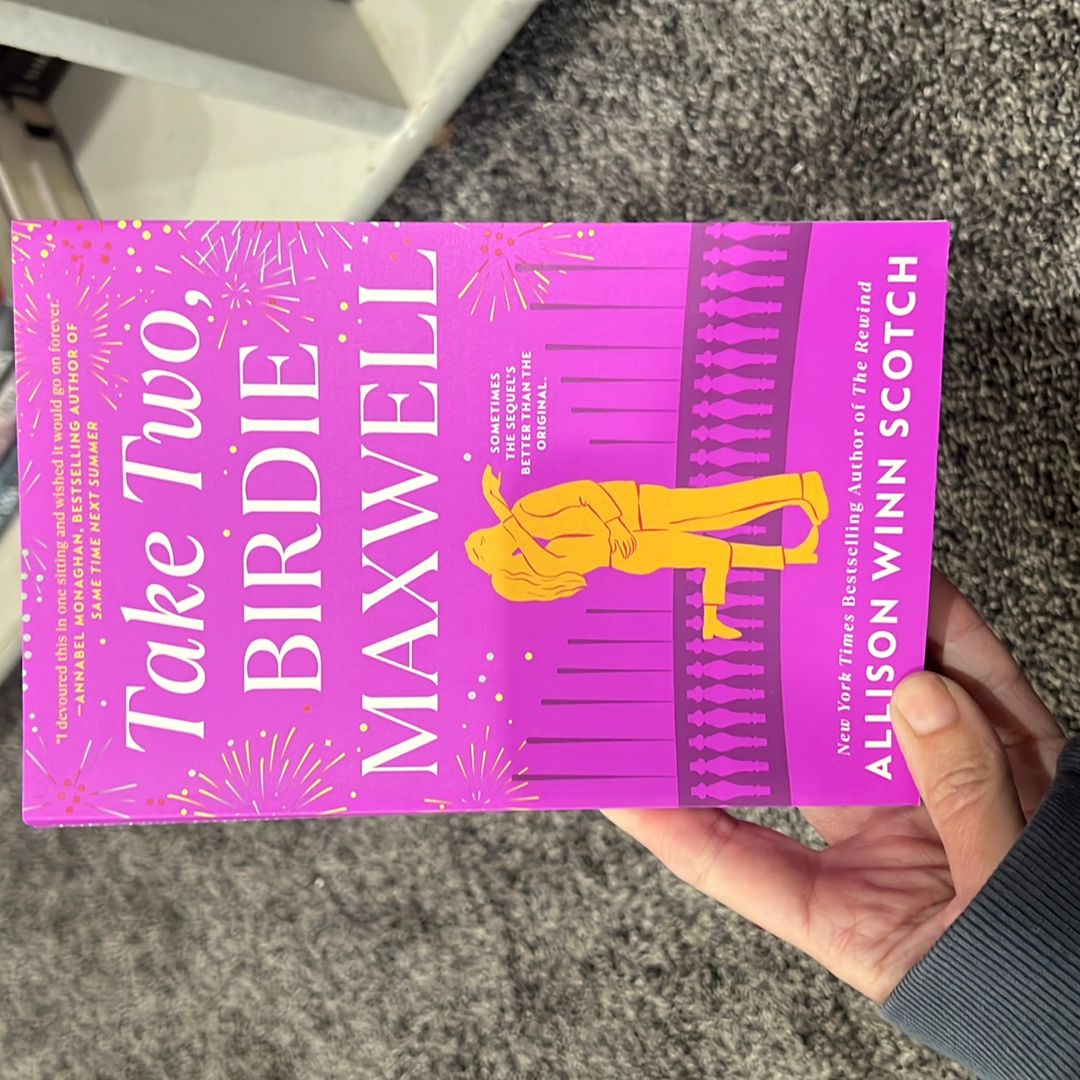 "I devoured this in one sitting and wished it would go on forever."
—ANNABEL MONAGHAN, BESTSELLING AUTHOR OF
SAME TIME NEXT SUMMER
Take Two,
BIRDIE
MAXWELL
SOMETIMES
THE SEQUEL'S
BETTER THAN THE
ORIGINAL.
New York Times Bestselling Author of The Rewind
ALLISON WINN SCOTCH